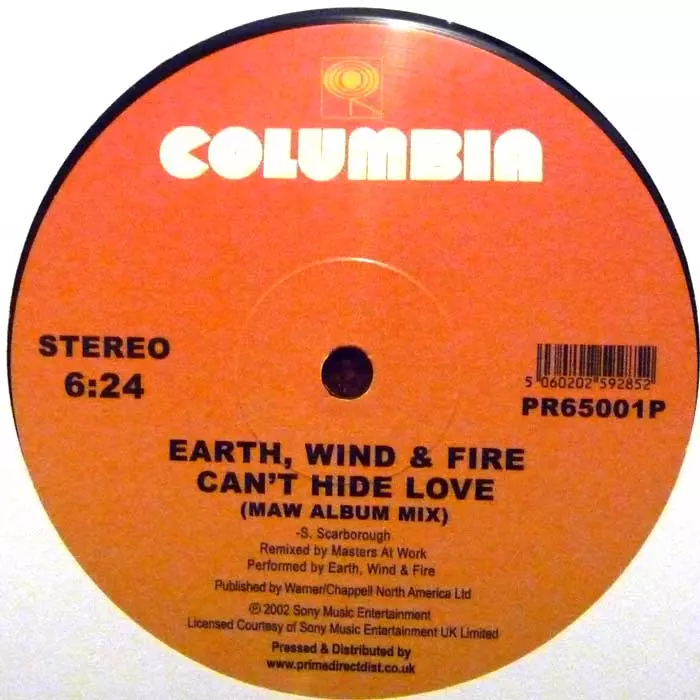 COLUMBIA
STEREO
6:24
5 060202 592852
PR65001P
EARTH, WIND & FIRE
CAN'T HIDE LOVE
(MAW ALBUM MIX)
-S. Scarborough
Remixed by Masters At Work
Performed by Earth, Wind & Fire
Published by Warner/Chappell North America Ltd
℗ 2002 Sony Music Entertainment
Licensed Courtesy of Sony Music Entertainment UK Limited
Pressed & Distributed by
www.primedirectdist.co.uk